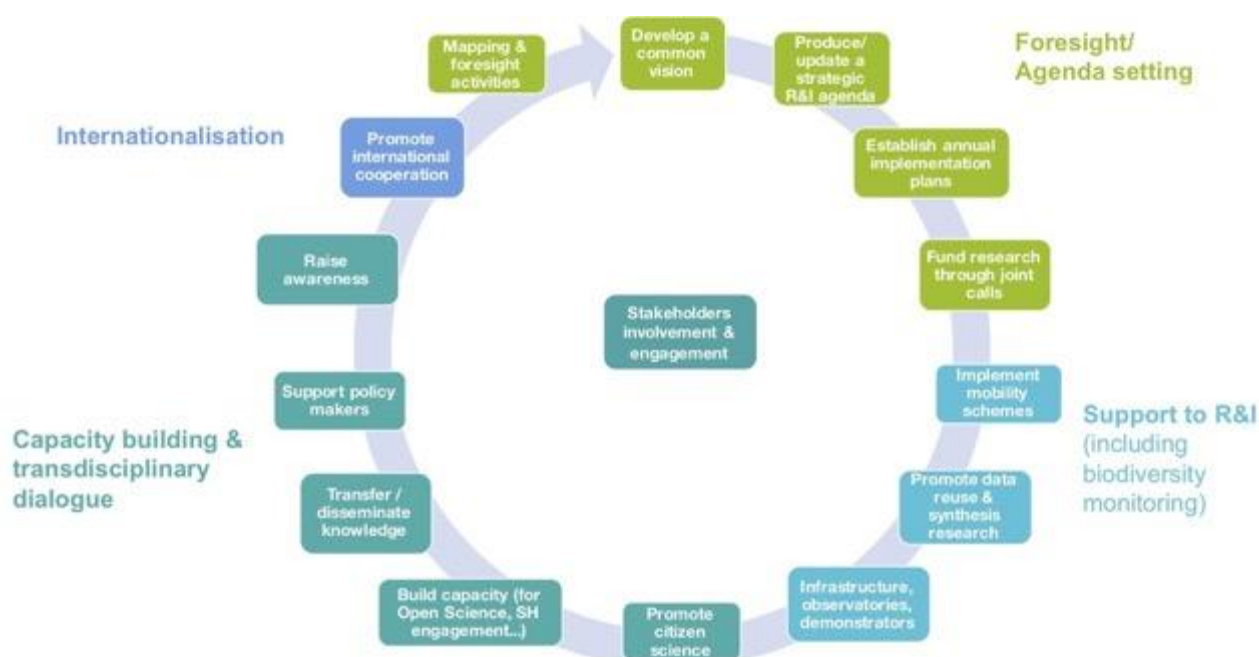 Develop a
common
vision
Produce/
update a
strategic
R&I agenda
Foresight/
Agenda setting
Establish annual
implementation
plans
Fund research
through joint
calls
Implement
mobility
schemes
Support to R&I
(including
biodiversity
monitoring)
Promote data
reuse &
synthesis
research
Infrastructure,
observatories,
demonstrators
Promote
citizen
science
Build capacity (for
Open Science, SH
engagement...)
Transfer /
disseminate
knowledge
Capacity building &
transdisciplinary
dialogue
Support policy
makers
Raise
awareness
Internationalisation
Promote
international
cooperation
Mapping &
foresight
activities
Stakeholders
involvement &
engagement